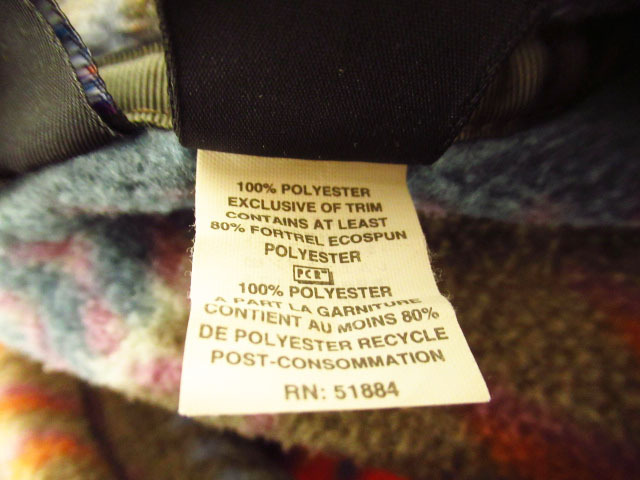 100% POLYESTER
EXCLUSIVE OF TRIM
CONTAINS AT LEAST
80% FORTREL ECOSPUN
POLYESTER
PCR™
100% POLYESTER
A PART LA GARNITURE
CONTIENT AU MOINS 80%
DE POLYESTER RECYCLE
POST-CONSOMMATION
RN: 51884